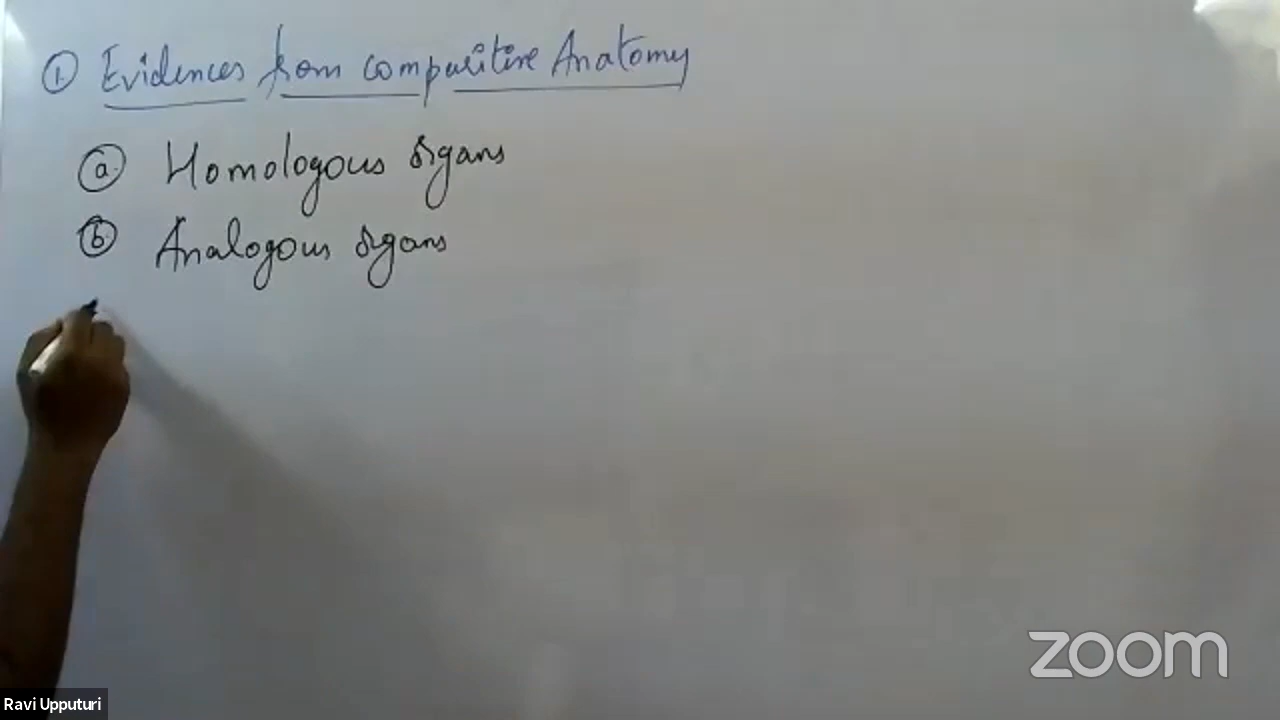 ① Evidences from comparitive Anatomy
ⓐ Homologous organs
ⓑ Analogous organs
zoom
Ravi Upputuri